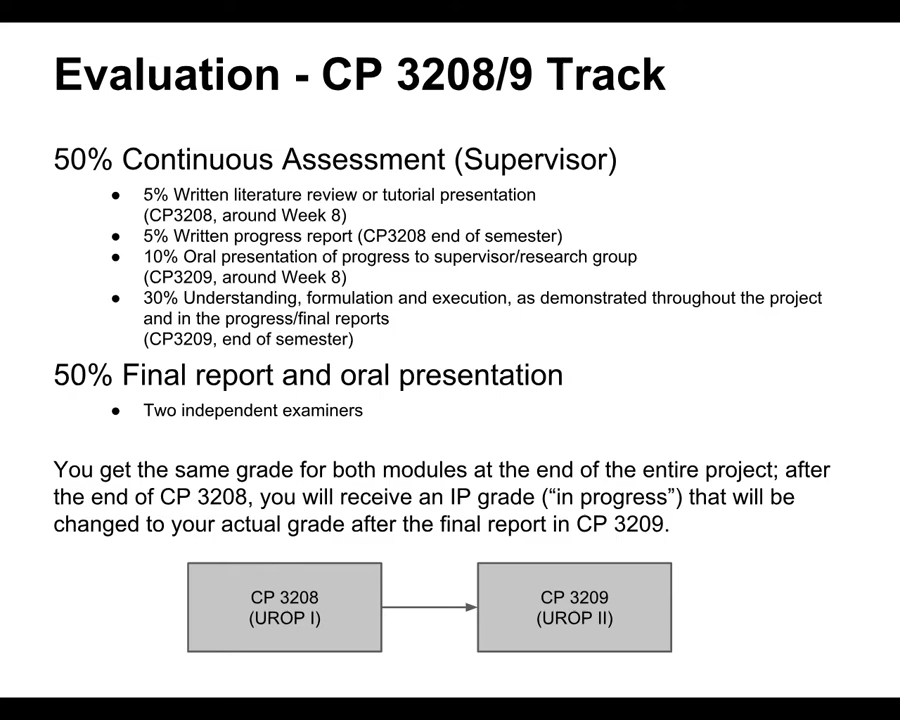 Evaluation - CP 3208/9 Track
50% Continuous Assessment (Supervisor)
● 5% Written literature review or tutorial presentation
(CP3208, around Week 8)
● 5% Written progress report (CP3208 end of semester)
● 10% Oral presentation of progress to supervisor/research group
(CP3209, around Week 8)
● 30% Understanding, formulation and execution, as demonstrated throughout the project
and in the progress/final reports
(CP3209, end of semester)
50% Final report and oral presentation
● Two independent examiners
You get the same grade for both modules at the end of the entire project; after
the end of CP 3208, you will receive an IP grade (“in progress”) that will be
changed to your actual grade after the final report in CP 3209.
CP 3208
(UROP I)
CP 3209
(UROP II)